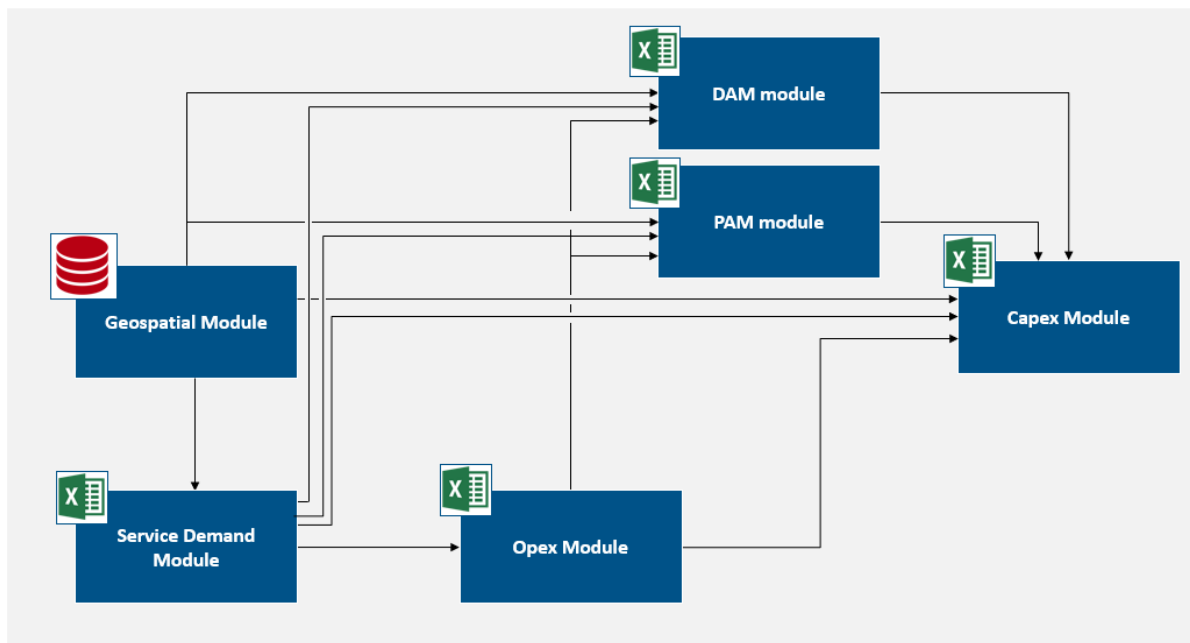 DAM module
PAM module
Geospatial Module
Capex Module
Service Demand
Module
Opex Module